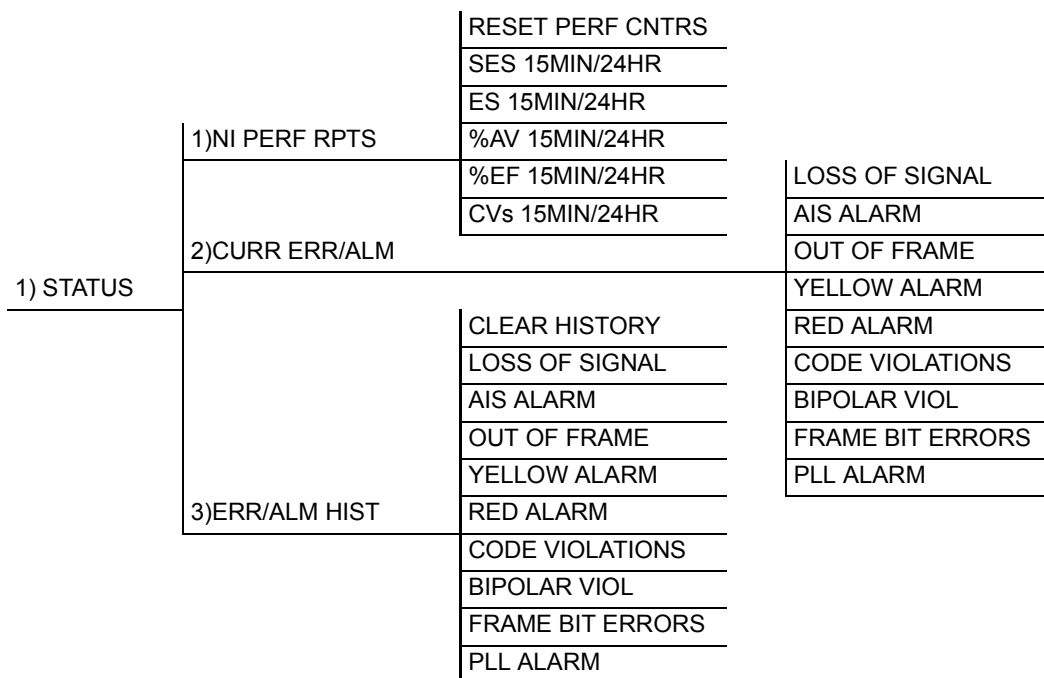 1) STATUS
1)NI PERF RPTS
RESET PERF CNTRS
SES 15MIN/24HR
ES 15MIN/24HR
%AV 15MIN/24HR
%EF 15MIN/24HR
CVs 15MIN/24HR
2)CURR ERR/ALM
LOSS OF SIGNAL
AIS ALARM
OUT OF FRAME
YELLOW ALARM
RED ALARM
CODE VIOLATIONS
BIPOLAR VIOL
FRAME BIT ERRORS
PLL ALARM
3)ERR/ALM HIST
CLEAR HISTORY
LOSS OF SIGNAL
AIS ALARM
OUT OF FRAME
YELLOW ALARM
RED ALARM
CODE VIOLATIONS
BIPOLAR VIOL
FRAME BIT ERRORS
PLL ALARM